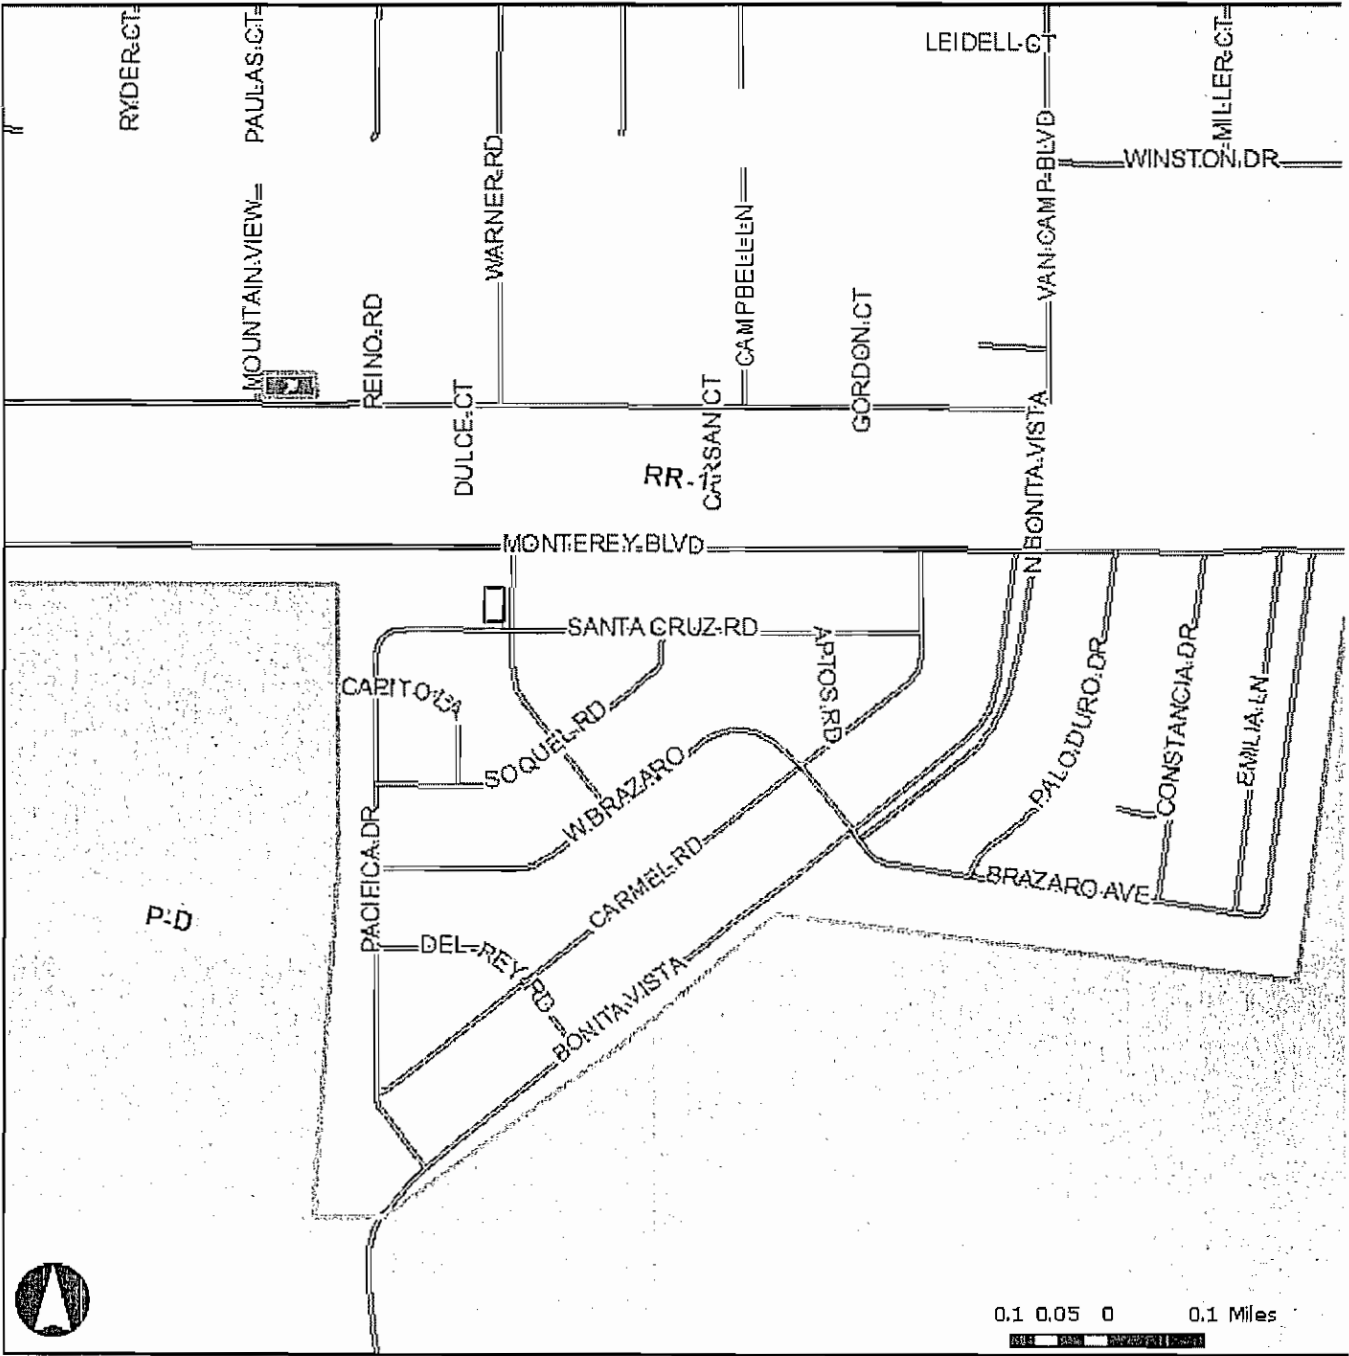 RYDER CT
PAULAS CT
LEIDELL CT
MILLER CT
WINSTON DR
VAN CAMP BLVD
WARNER RD
MOUNTAIN VIEW
CAMPBELL LN
REINO RD
GORDON CT
DULCE CT
CARSAN CT
N BONITA VISTA
RR-1
MONTEREY BLVD
SANTA CRUZ RD
APTOS RD
CAPITOLA
SOQUEL RD
W BRAZARO
PALO DURO DR
CONSTANCIA DR
EMILIA LN
PACIFICA DR
CARMEL RD
BRAZARO AVE
P-D
DEL REY RD
BONITA VISTA
0.1 0.05 0 0.1 Miles